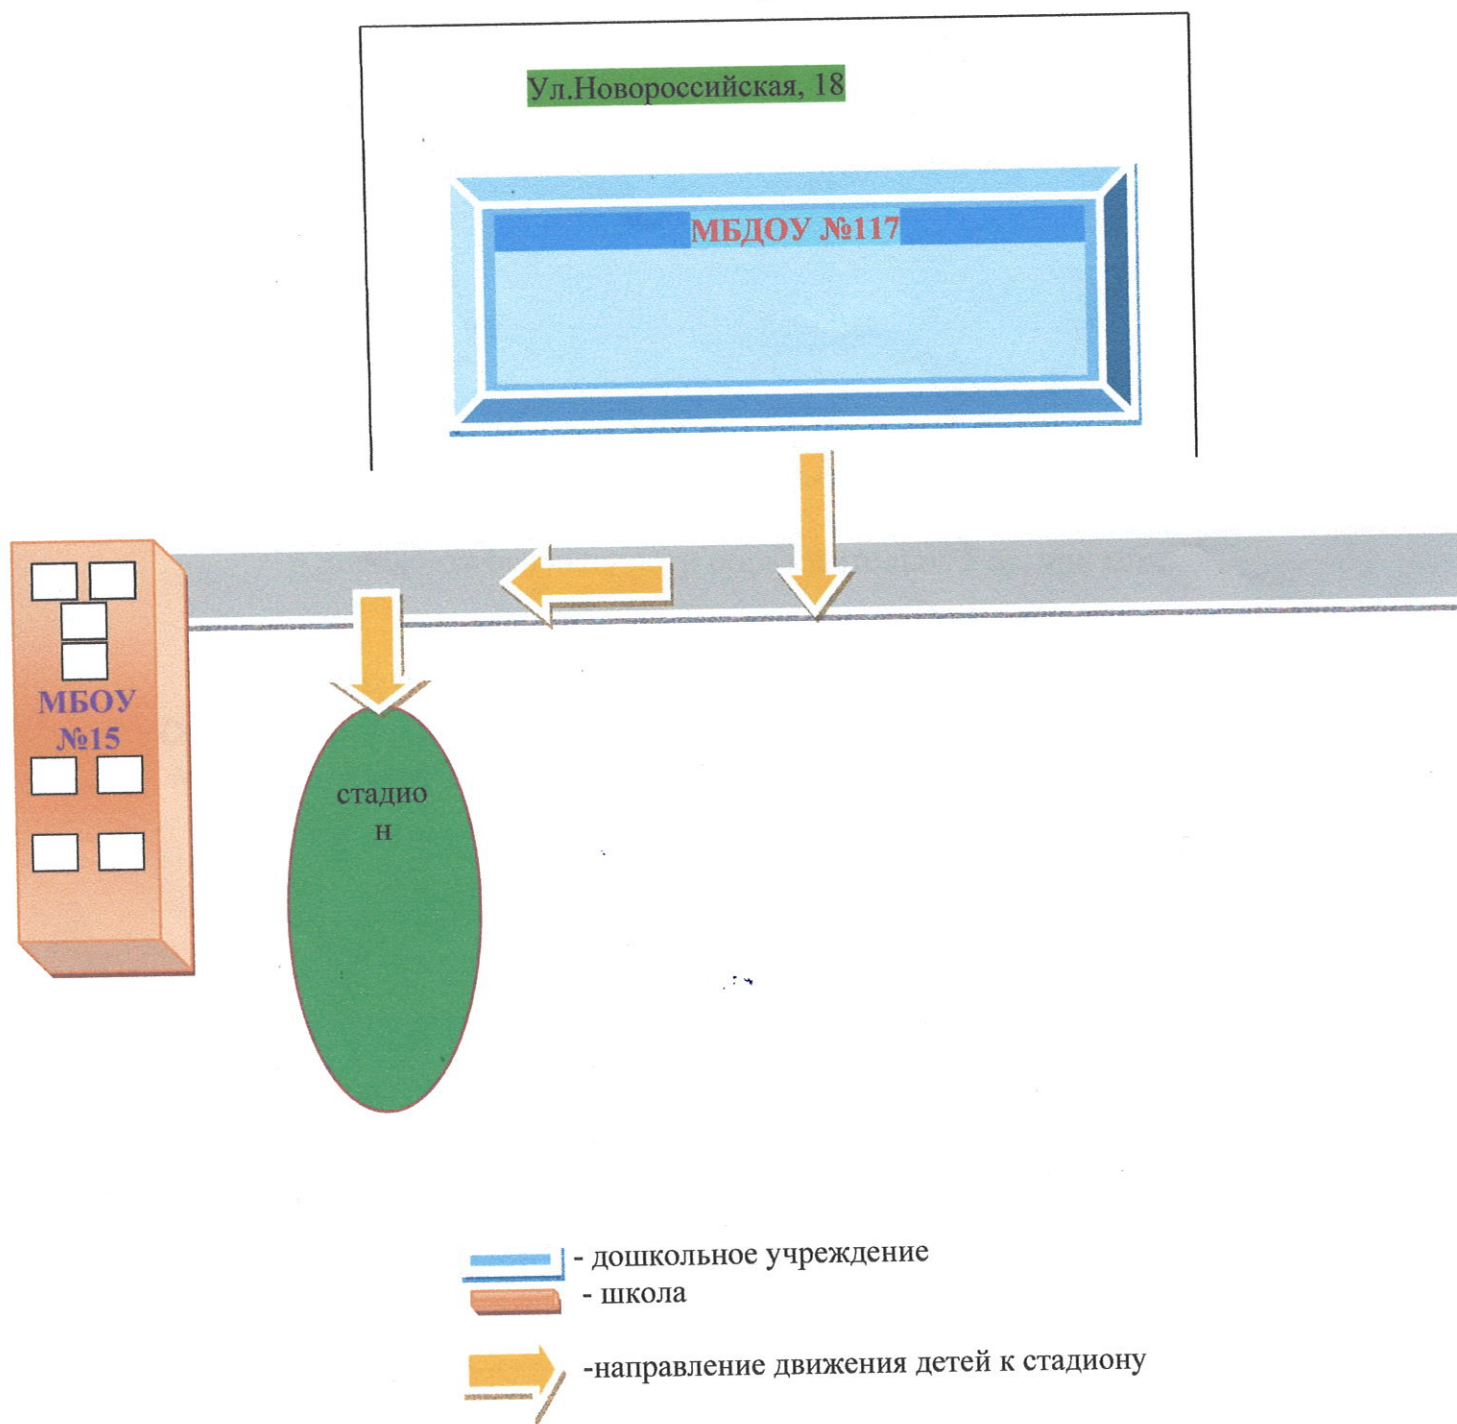 Ул.Новороссийская, 18
МБДОУ №117
МБОУ
№15
стадио
н
- дошкольное учреждение
- школа
-направление движения детей к стадиону